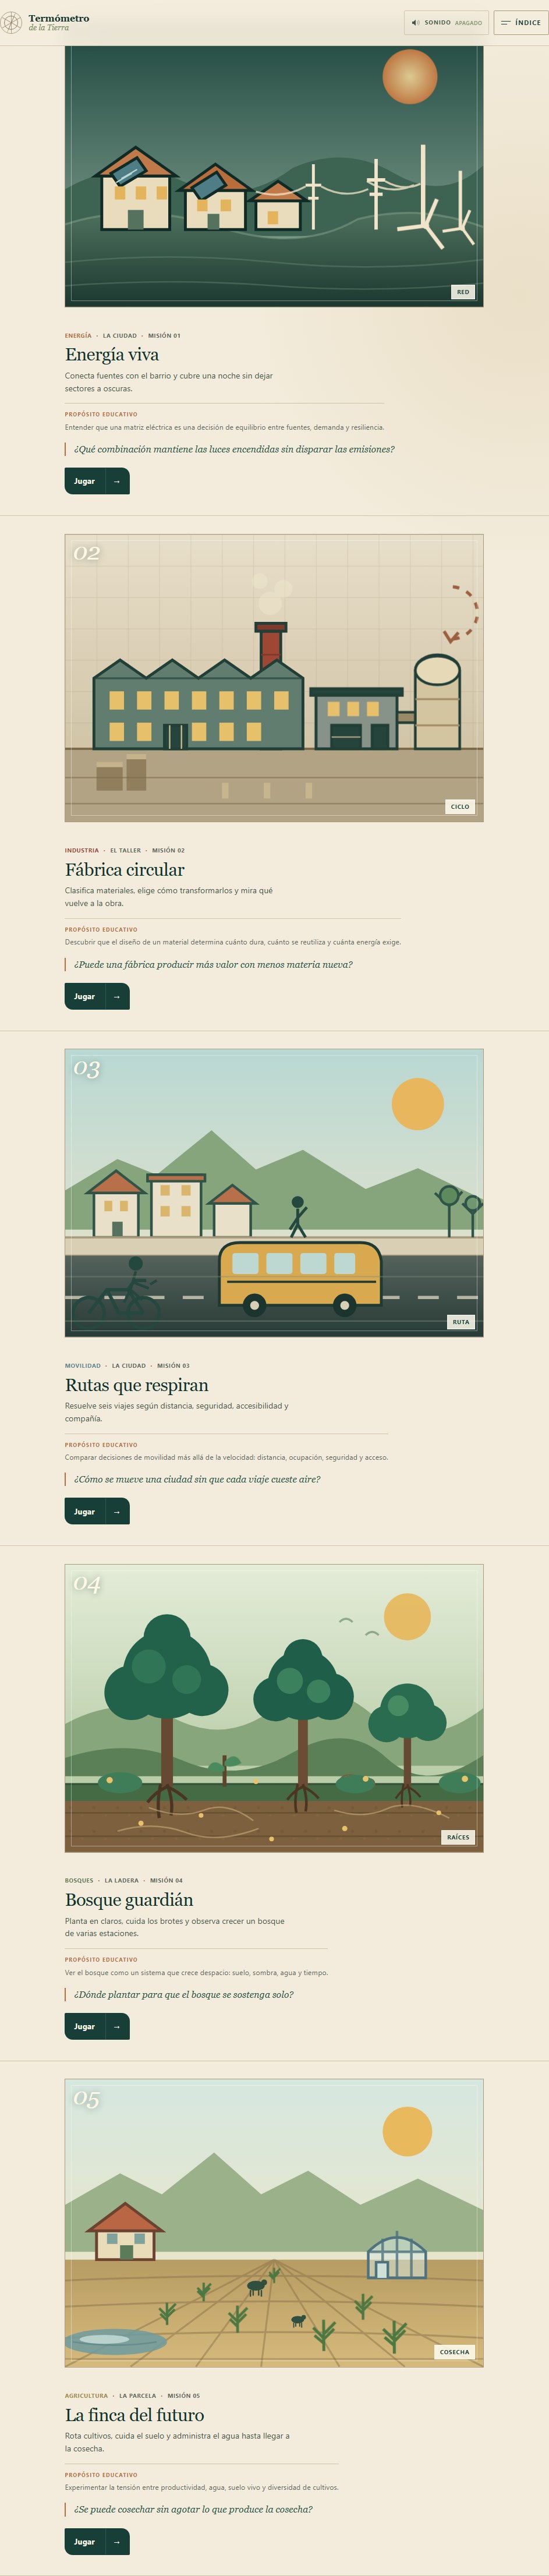 Termómetro
de la Tierra
SONIDO APAGADO
ÍNDICE
RED
ENERGÍA • LA CIUDAD • MISIÓN 01
Energía viva
Conecta fuentes con el barrio y cubre una noche sin dejar
sectores a oscuras.
PROPÓSITO EDUCATIVO
Entender que una matriz eléctrica es una decisión de equilibrio entre fuentes, demanda y resiliencia.
¿Qué combinación mantiene las luces encendidas sin disparar las emisiones?
Jugar →
02
CICLO
INDUSTRIA • EL TALLER • MISIÓN 02
Fábrica circular
Clasifica materiales, elige cómo transformarlos y mira qué
vuelve a la obra.
PROPÓSITO EDUCATIVO
Descubrir que el diseño de un material determina cuánto dura, cuánto se reutiliza y cuánta energía exige.
¿Puede una fábrica producir más valor con menos materia nueva?
Jugar →
03
RUTA
MOVILIDAD • LA CIUDAD • MISIÓN 03
Rutas que respiran
Resuelve seis viajes según distancia, seguridad, accesibilidad y
compañía.
PROPÓSITO EDUCATIVO
Comparar decisiones de movilidad más allá de la velocidad: distancia, ocupación, seguridad y acceso.
¿Cómo se mueve una ciudad sin que cada viaje cueste aire?
Jugar →
04
RAÍCES
BOSQUES • LA LADERA • MISIÓN 04
Bosque guardián
Planta en claros, cuida los brotes y observa crecer un bosque
de varias estaciones.
PROPÓSITO EDUCATIVO
Ver el bosque como un sistema que crece despacio: suelo, sombra, agua y tiempo.
¿Dónde plantar para que el bosque se sostenga solo?
Jugar →
05
COSECHA
AGRICULTURA • LA PARCELA • MISIÓN 05
La finca del futuro
Rota cultivos, cuida el suelo y administra el agua hasta llegar a
la cosecha.
PROPÓSITO EDUCATIVO
Experimentar la tensión entre productividad, agua, suelo vivo y diversidad de cultivos.
¿Se puede cosechar sin agotar lo que produce la cosecha?
Jugar →